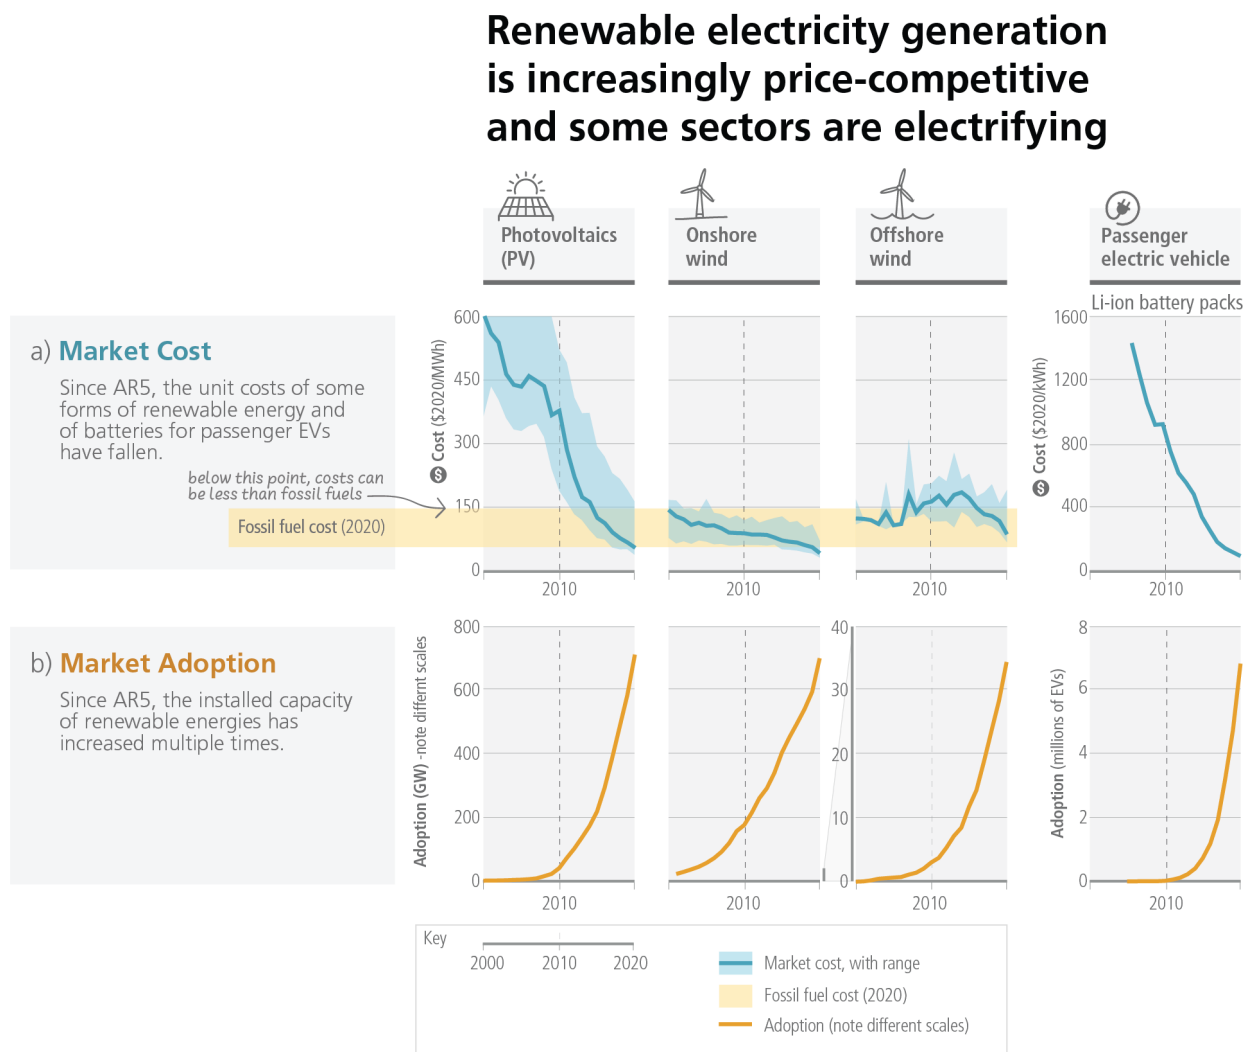 Renewable electricity generation
is increasingly price-competitive
and some sectors are electrifying
Photovoltaics
(PV)
Onshore
wind
Offshore
wind
Passenger
electric vehicle
Li-ion battery packs
a) Market Cost
Since AR5, the unit costs of some
forms of renewable energy and
of batteries for passenger EVs
have fallen.
below this point, costs can
be less than fossil fuels
Fossil fuel cost (2020)
$ Cost ($2020/MWh)
600
450
300
150
0
2010
2010
2010
$ Cost ($2020/kWh)
1600
1200
800
400
0
2010
b) Market Adoption
Since AR5, the installed capacity
of renewable energies has
increased multiple times.
Adoption (GW) -note differnt scales
800
600
400
200
0
2010
2010
40
30
20
10
0
2010
Adoption (millions of EVs)
8
6
4
2
0
2010
Key
2000 2010 2020
Market cost, with range
Fossil fuel cost (2020)
Adoption (note different scales)